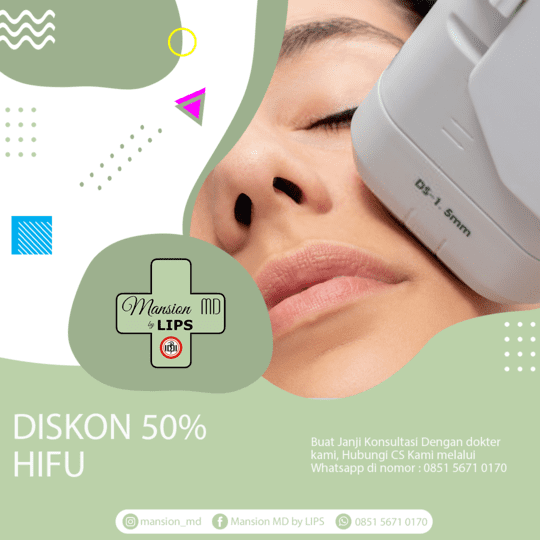 DS-1.5mm
Mansion MD
by LIPS
DISKON 50%
HIFU
Buat Janji Konsultasi Dengan dokter
kami, Hubungi CS Kami melalui
Whatsapp di nomor : 0851 5671 0170
mansion_md
Mansion MD by LIPS
0851 5671 0170